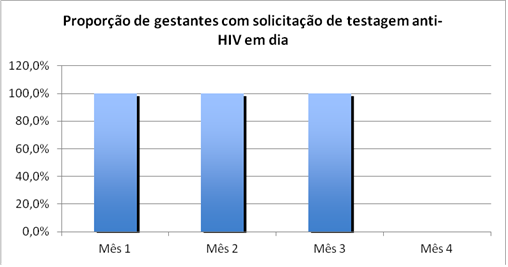 Proporção de gestantes com solicitação de testagem anti-
HIV em dia
120,0%
100,0%
80,0%
60,0%
40,0%
20,0%
0,0%
Mês 1 Mês 2 Mês 3 Mês 4